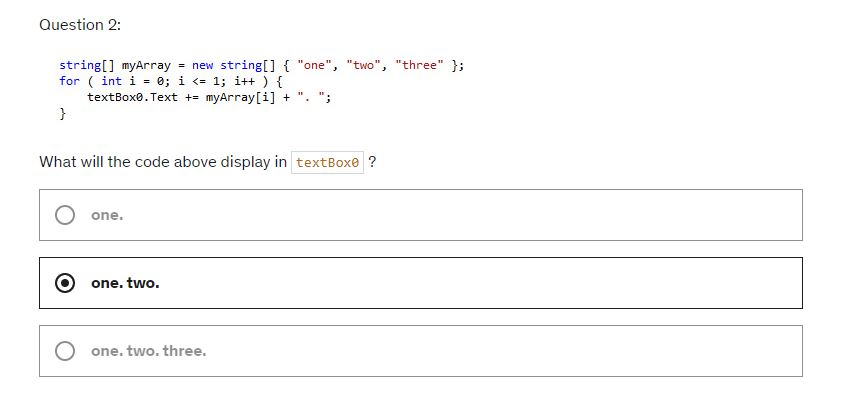 Question 2:
string[] myArray = new string[] { "one", "two", "three" };
for ( int i = 0; i <= 1; i++ ) {
    textBox0.Text += myArray[i] + ". ";
}
What will the code above display in textBox0 ?
one.
one. two.
one. two. three.